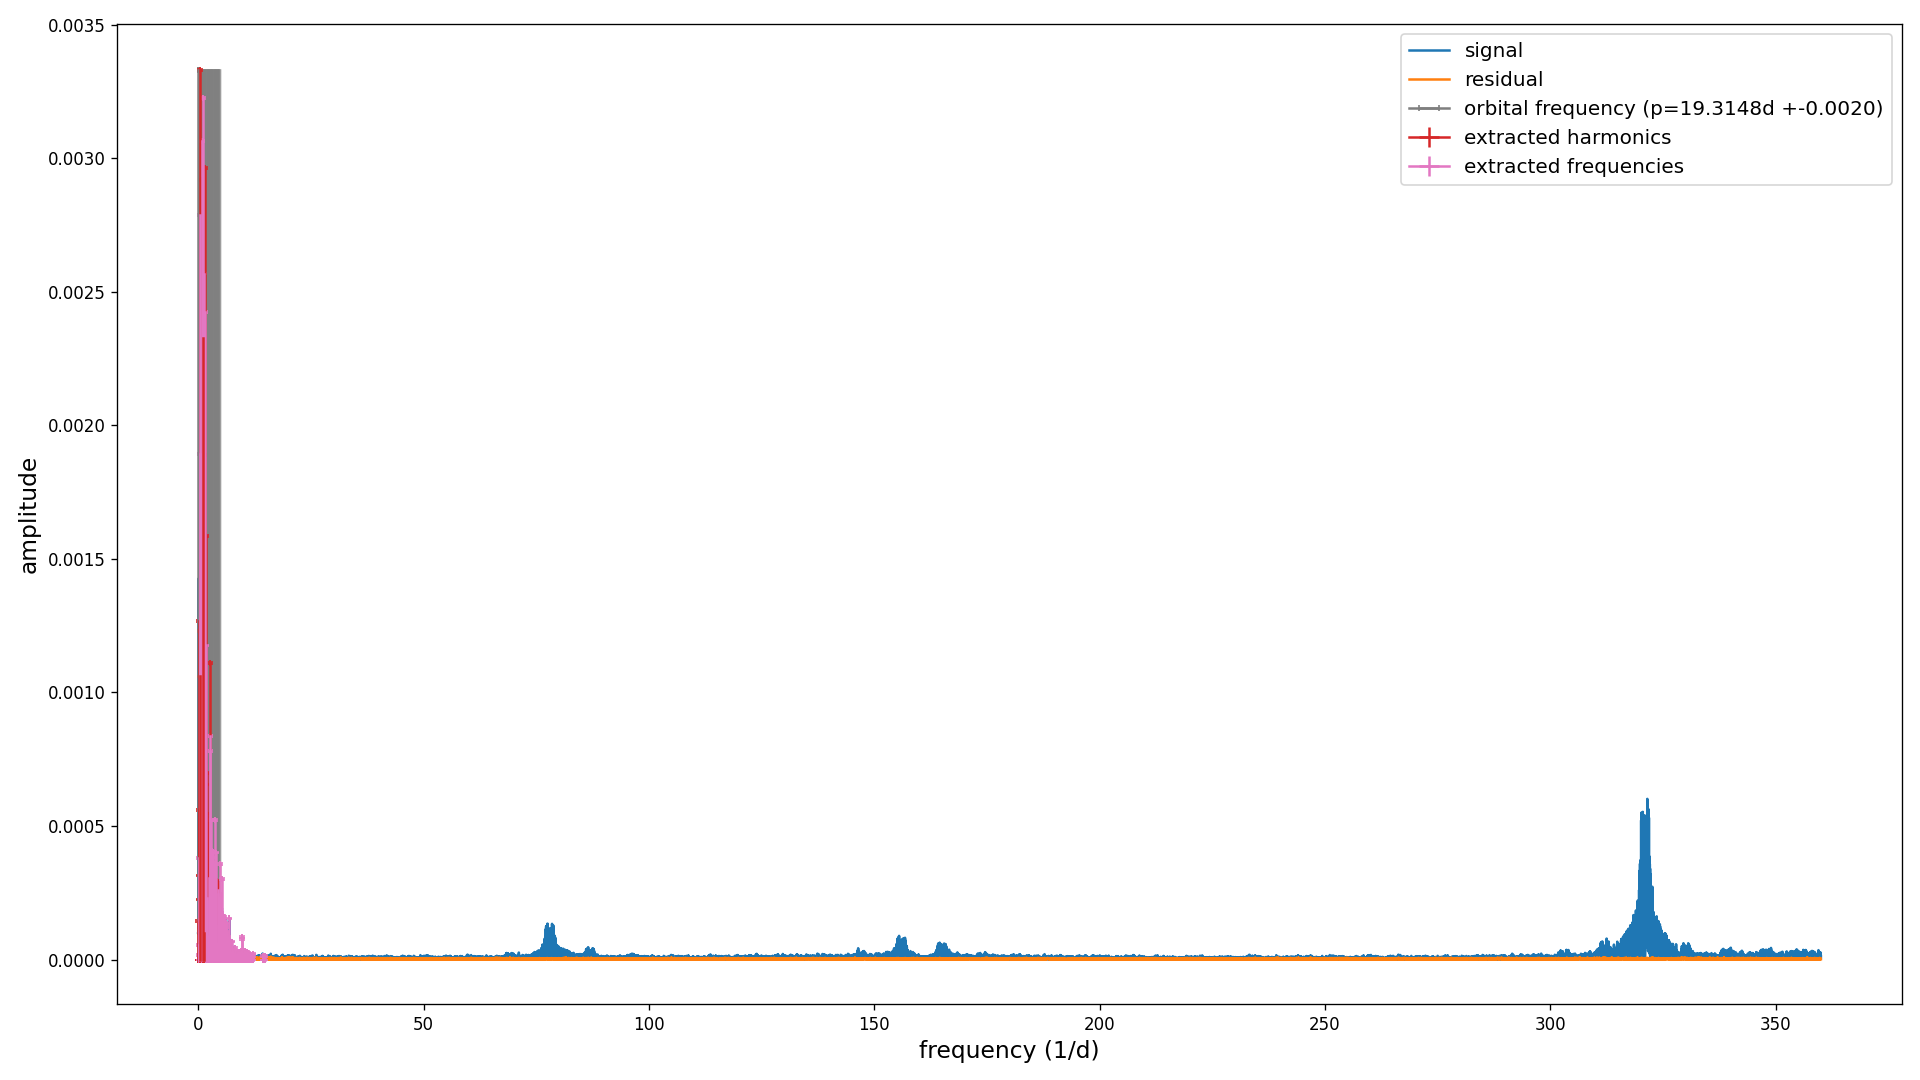 0.0035
0.0030
0.0025
0.0020
0.0015
0.0010
0.0005
0.0000
amplitude
signal
residual
orbital frequency (p=19.3148d +-0.0020)
extracted harmonics
extracted frequencies
0 50 100 150 200 250 300 350
frequency (1/d)